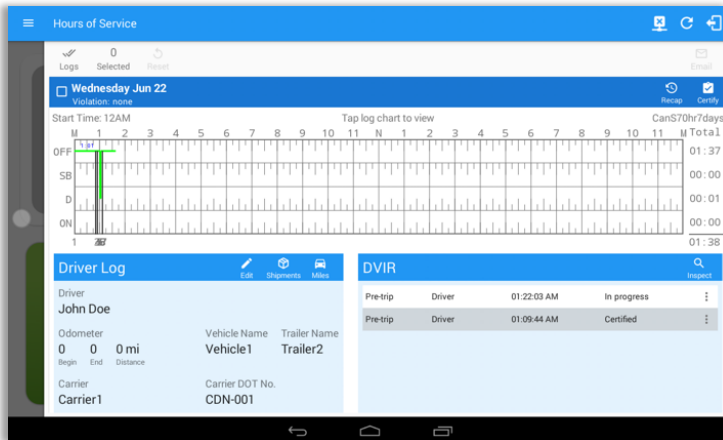 Hours of Service
Logs
0
Selected
Reset
Email
Wednesday Jun 22
Violation: none
Recap
Certify
Start Time: 12AM
Tap log chart to view
CanS70hr7days
M 1 2 3 4 5 6 7 8 9 10 11 N 1 2 3 4 5 6 7 8 9 10 11 M Total
OFF 01:37
SB 00:00
D 00:01
ON 00:00
1 01:38
Driver Log
Edit Shipments Miles
Driver
John Doe
Odometer Vehicle Name Trailer Name
0 0 0 mi Vehicle1 Trailer2
Begin End Distance
Carrier Carrier DOT No.
Carrier1 CDN-001
DVIR
Inspect
Pre-trip Driver 01:22:03 AM In progress
Pre-trip Driver 01:09:44 AM Certified